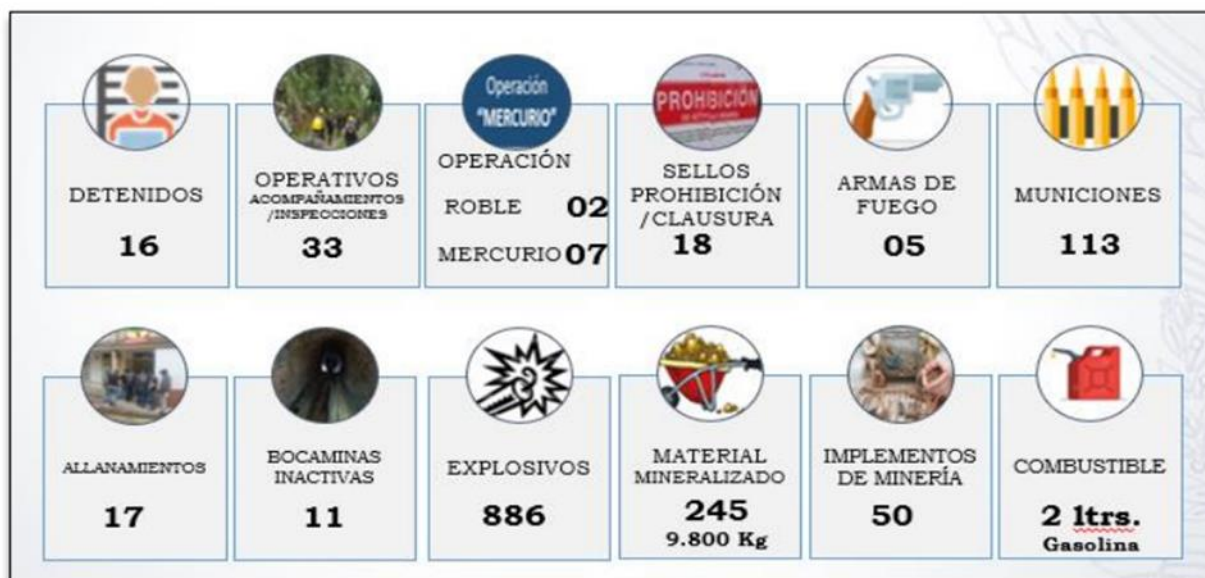 DETENIDOS
16
OPERATIVOS
ACOMPAÑAMIENTOS
/INSPECCIONES
33
Operación
"MERCURIO"
OPERACIÓN
ROBLE 02
MERCURIO 07
PROHIBICIÓN
SELLOS
PROHIBICIÓN
/CLAUSURA
18
ARMAS DE
FUEGO
05
MUNICIONES
113
ALLANAMIENTOS
17
BOCAMINAS
INACTIVAS
11
EXPLOSIVOS
886
MATERIAL
MINERALIZADO
245
9.800 Kg
IMPLEMENTOS
DE MINERÍA
50
COMBUSTIBLE
2 ltrs.
Gasolina